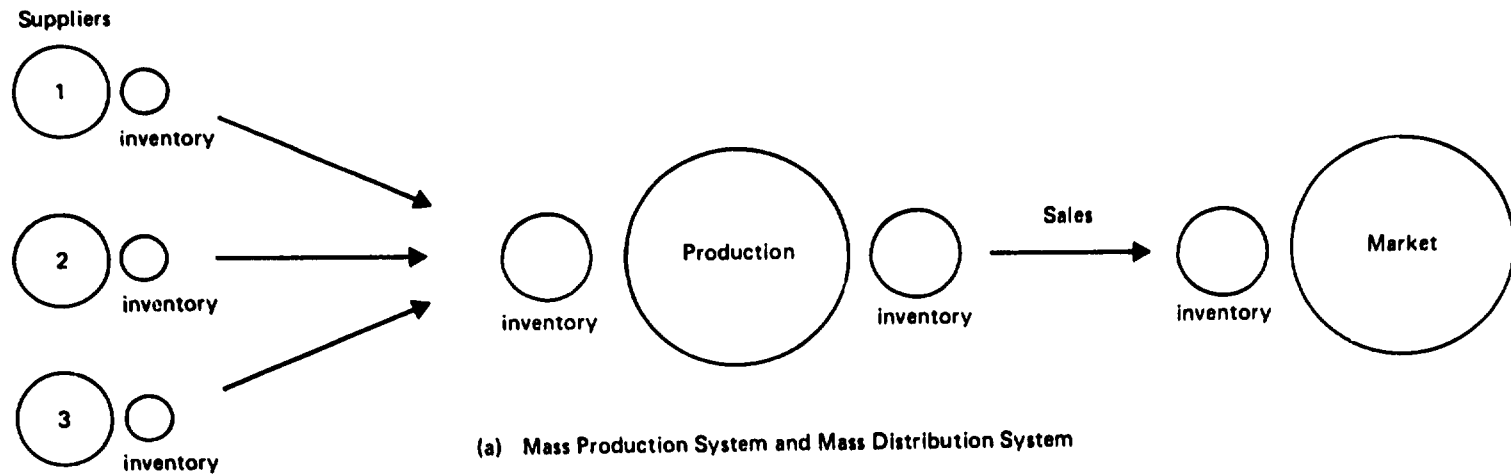 Suppliers
1
inventory
2
inventory
3
inventory
inventory
Production
inventory
Sales
inventory
Market
(a) Mass Production System and Mass Distribution System